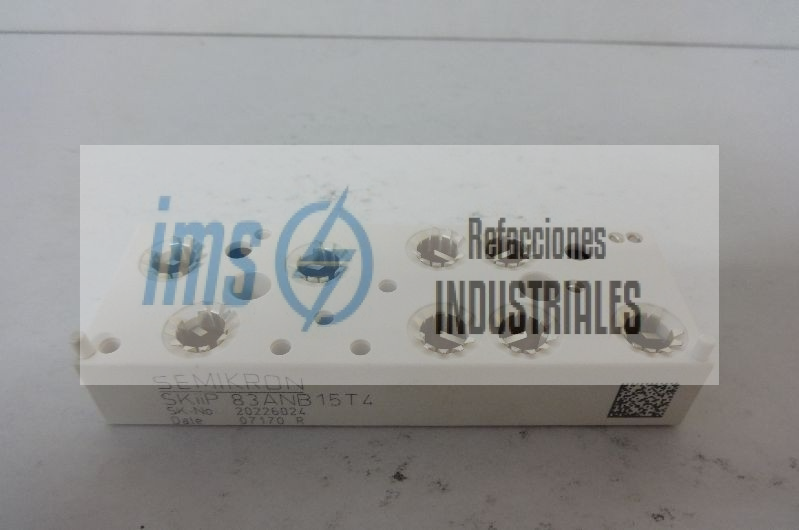 ims
Refacciones
INDUSTRIALES
SEMIKRON
SKiiP 83ANB15T4
SK-No 20226024
Date 07170 R